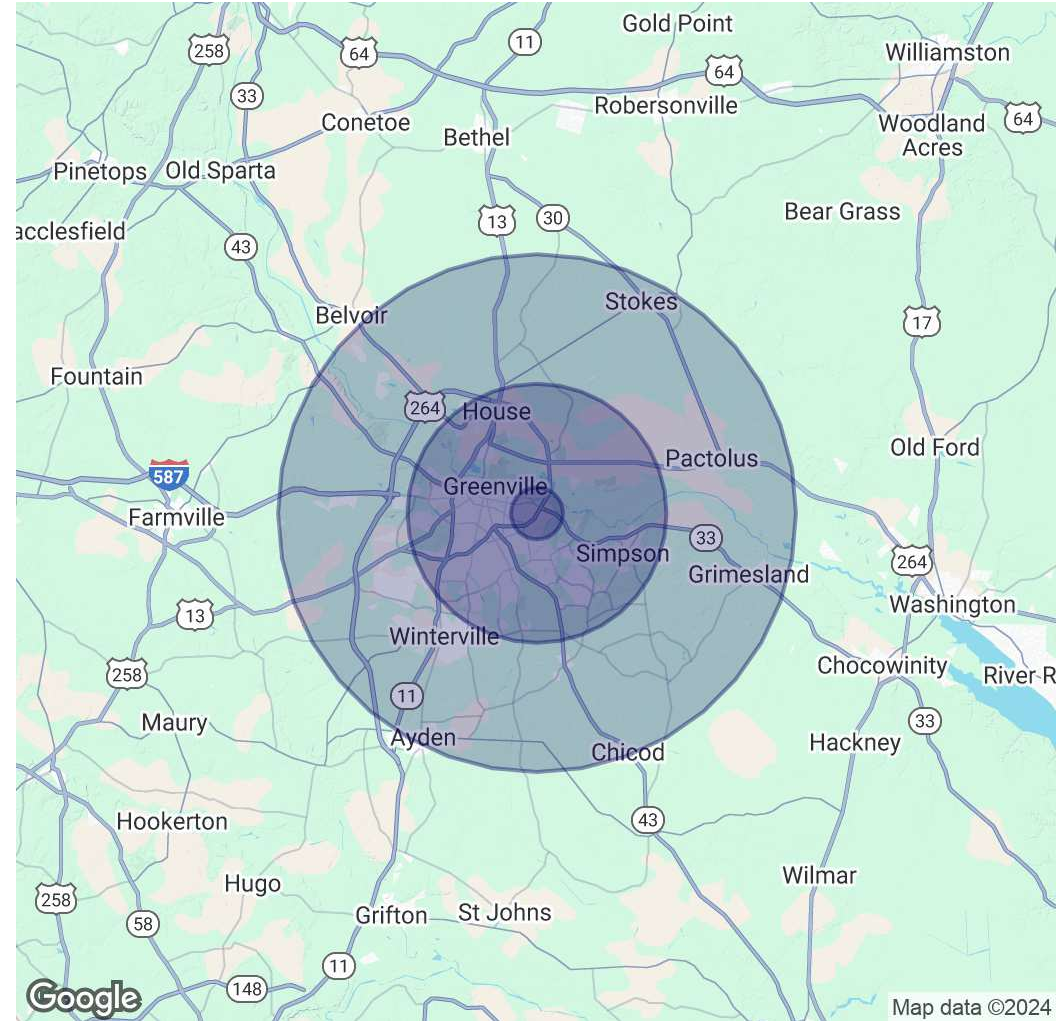 Gold Point
11
258
64
Williamston
64
33
Robersonville
64
Conetoe
Woodland
Acres
Bethel
Pinetops
Old Sparta
Bear Grass
13
30
acclesfield
43
Stokes
Belvoir
17
Fountain
264
House
Old Ford
Pactolus
587
Greenville
Farmville
33
Simpson
264
Grimesland
Washington
13
Winterville
Chocowinity
258
River R
11
33
Maury
Ayden
Hackney
Chicod
Hookerton
43
Wilmar
Hugo
258
Grifton
St Johns
58
11
148
Google
Map data ©2024